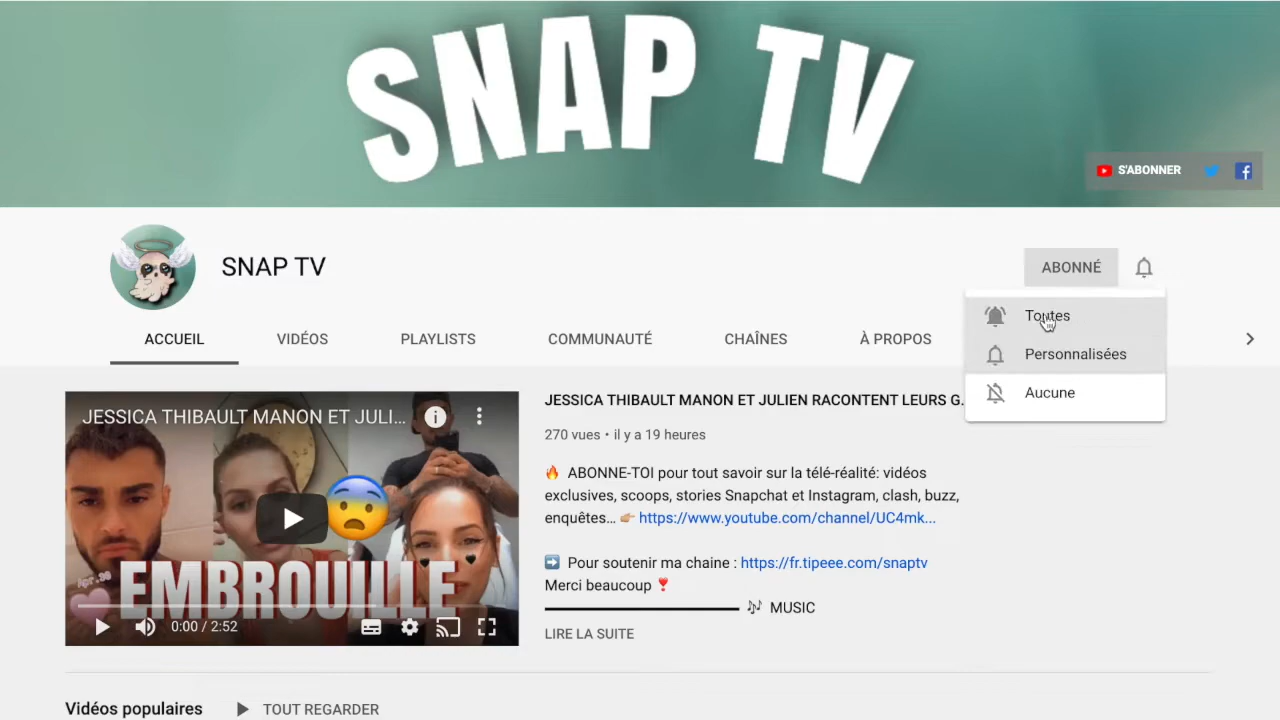 SNAP TV
S'ABONNER
SNAP TV
ABONNÉ
Toutes
Personnalisées
Aucune
ACCUEIL
VIDÉOS
PLAYLISTS
COMMUNAUTÉ
CHAÎNES
À PROPOS
JESSICA THIBAULT MANON ET JULI...
Apr.30
EMBROUILLE
0:00 / 2:52
JESSICA THIBAULT MANON ET JULIEN RACONTENT LEURS G.
270 vues • il y a 19 heures
🔥 ABONNE-TOI pour tout savoir sur la télé-réalité: vidéos
exclusives, scoops, stories Snapchat et Instagram, clash, buzz,
enquêtes… 👉🏼 https://www.youtube.com/channel/UC4mk...
➡️ Pour soutenir ma chaine : https://fr.tipeee.com/snaptv
Merci beaucoup ❣️
🎶 MUSIC
LIRE LA SUITE
Vidéos populaires
TOUT REGARDER